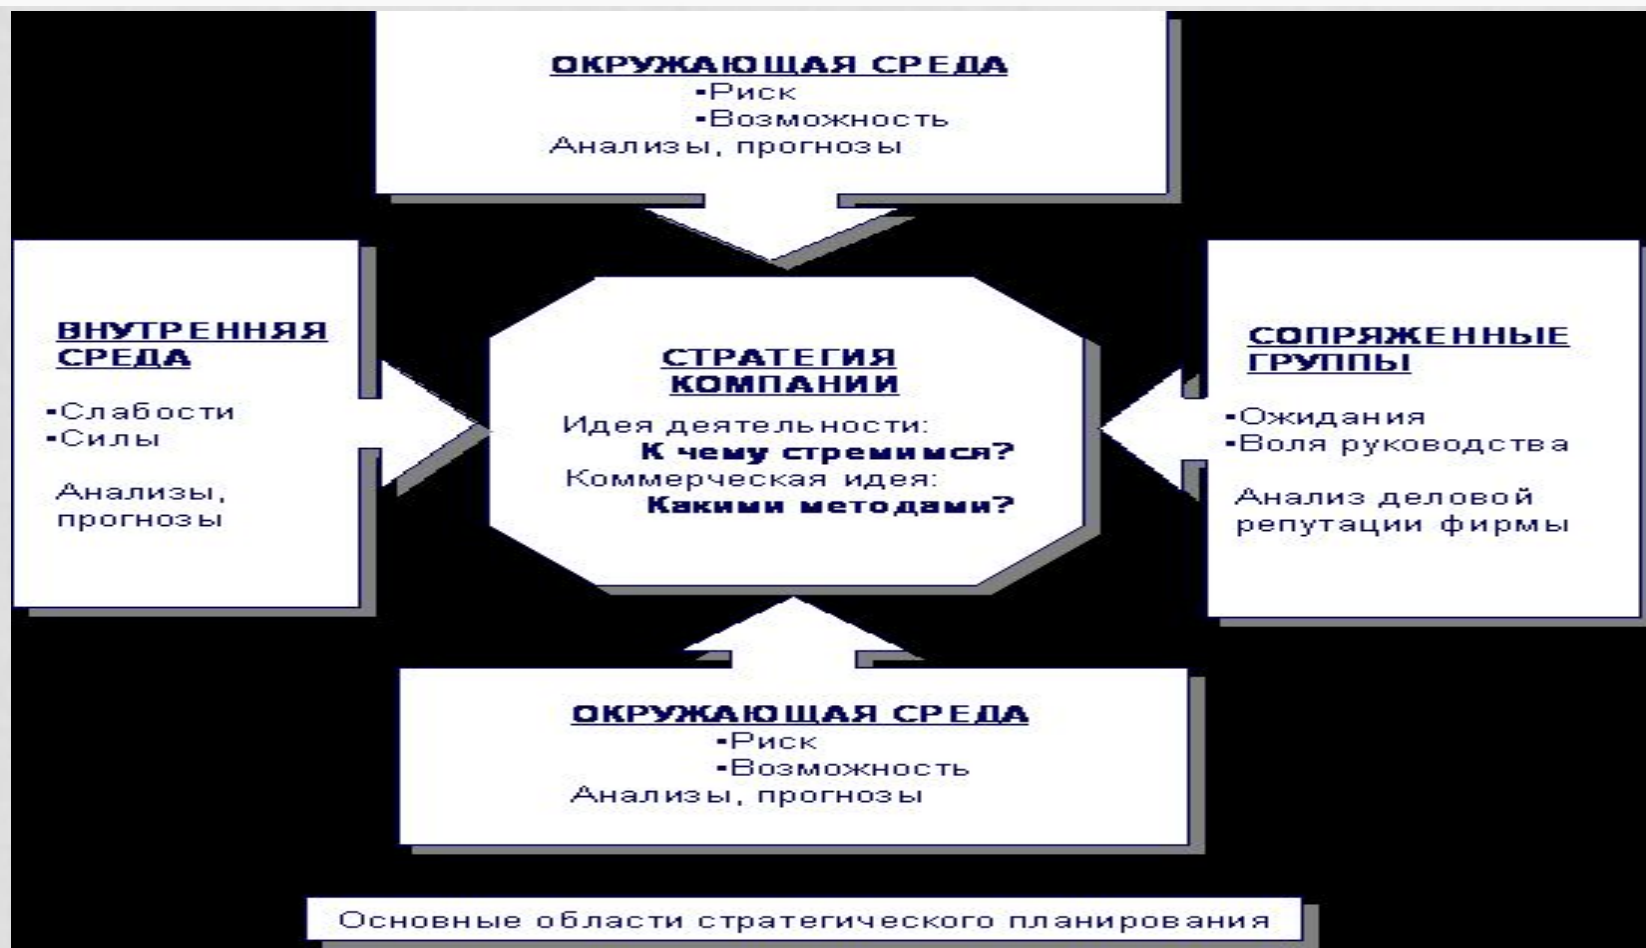 ОКРУЖАЮЩАЯ СРЕДА
▪Риск
▪Возможность
Анализы, прогнозы
ВНУТРЕННЯЯ
СРЕДА
▪Слабости
▪Силы
Анализы,
прогнозы
СТРАТЕГИЯ
КОМПАНИИ
Идея деятельности:
К чему стремимся?
Коммерческая идея:
Какими методами?
СОПРЯЖЕННЫЕ
ГРУППЫ
▪Ожидания
▪Воля руководства
Анализ деловой
репутации фирмы
ОКРУЖАЮЩАЯ СРЕДА
▪Риск
▪Возможность
Анализы, прогнозы
Основные области стратегического планирования